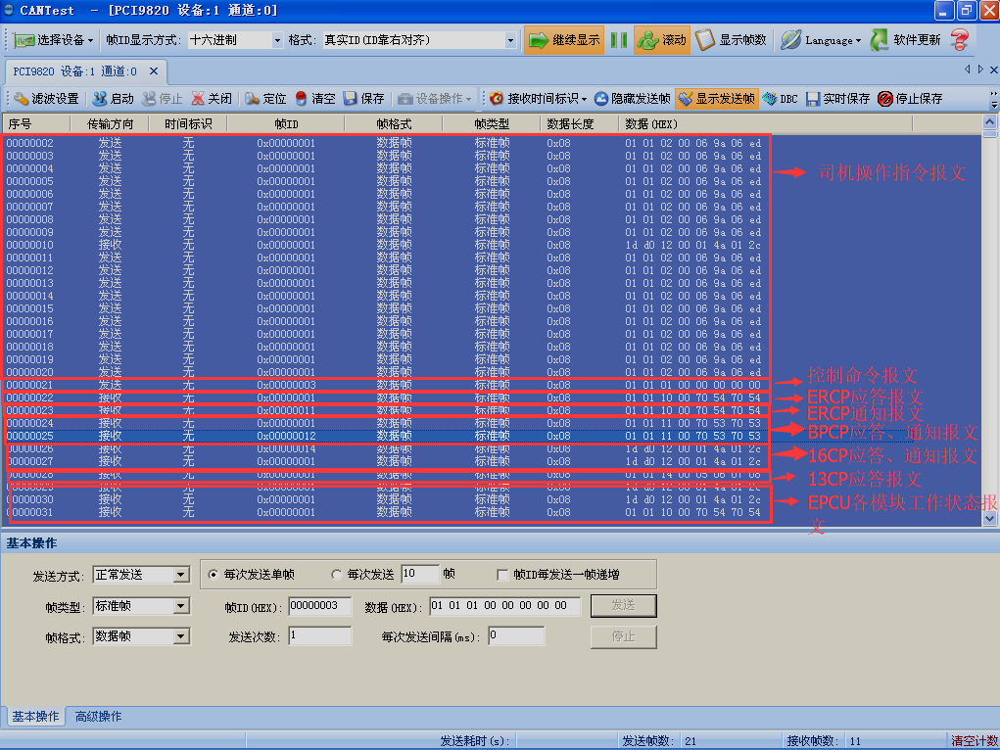 CANTest - [PCI9820 设备:1 通道:0]
选择设备 帧ID显示方式: 十六进制 格式: 真实ID(ID靠右对齐) 继续显示 滚动 显示帧数 Language 软件更新
PCI9820 设备:1 通道:0
滤波设置 启动 停止 关闭 定位 清空 保存 设备操作 接收时间标识 隐藏发送帧 显示发送帧 DBC 实时保存 停止保存
序号 传输方向 时间标识 帧ID 帧格式 帧类型 数据长度 数据(HEX)
00000002 发送 无 0x00000001 数据帧 标准帧 0x08 01 01 02 00 06 9a 06 ed
00000003 发送 无 0x00000001 数据帧 标准帧 0x08 01 01 02 00 06 9a 06 ed
00000004 发送 无 0x00000001 数据帧 标准帧 0x08 01 01 02 00 06 9a 06 ed 司机操作指令报文
00000005 发送 无 0x00000001 数据帧 标准帧 0x08 01 01 02 00 06 9a 06 ed
00000006 发送 无 0x00000001 数据帧 标准帧 0x08 01 01 02 00 06 9a 06 ed
00000007 发送 无 0x00000001 数据帧 标准帧 0x08 01 01 02 00 06 9a 06 ed
00000008 发送 无 0x00000001 数据帧 标准帧 0x08 01 01 02 00 06 9a 06 ed
00000009 发送 无 0x00000001 数据帧 标准帧 0x08 01 01 02 00 06 9a 06 ed
00000010 接收 无 0x00000001 数据帧 标准帧 0x08 1d d0 12 00 01 4a 01 2c
00000011 发送 无 0x00000001 数据帧 标准帧 0x08 01 01 02 00 06 9a 06 ed
00000012 发送 无 0x00000001 数据帧 标准帧 0x08 01 01 02 00 06 9a 06 ed
00000013 发送 无 0x00000001 数据帧 标准帧 0x08 01 01 02 00 06 9a 06 ed
00000014 发送 无 0x00000001 数据帧 标准帧 0x08 01 01 02 00 06 9a 06 ed
00000015 发送 无 0x00000001 数据帧 标准帧 0x08 01 01 02 00 06 9a 06 ed
00000016 发送 无 0x00000001 数据帧 标准帧 0x08 01 01 02 00 06 9a 06 ed
00000017 发送 无 0x00000001 数据帧 标准帧 0x08 01 01 02 00 06 9a 06 ed
00000018 发送 无 0x00000001 数据帧 标准帧 0x08 01 01 02 00 06 9a 06 ed
00000019 发送 无 0x00000001 数据帧 标准帧 0x08 01 01 02 00 06 9a 06 ed
00000020 发送 无 0x00000001 数据帧 标准帧 0x08 01 01 02 00 06 9a 06 ed
00000021 发送 无 0x00000003 数据帧 标准帧 0x08 01 01 01 00 00 00 00 00 控制命令报文
00000022 接收 无 0x00000001 数据帧 标准帧 0x08 01 01 10 00 70 54 70 54 ERCP应答报文
00000023 接收 无 0x00000011 数据帧 标准帧 0x08 01 01 10 00 70 54 70 54 ERCP通知报文
00000024 接收 无 0x00000001 数据帧 标准帧 0x08 01 01 11 00 70 53 70 53
00000025 接收 无 0x00000012 数据帧 标准帧 0x08 01 01 11 00 70 53 70 53 BPCP应答、通知报文
00000026 接收 无 0x00000014 数据帧 标准帧 0x08 1d d0 12 00 01 4a 01 2c
00000027 接收 无 0x00000001 数据帧 标准帧 0x08 1d d0 12 00 01 4a 01 2c 16CP应答、通知报文
00000028 接收 无 0x00000001 数据帧 标准帧 0x08 01 01 14 00 05 06 01 06 13CP应答报文
00000029 接收 无 0x00000001 数据帧 标准帧 0x08 1d d0 12 00 01 4a 01 2c
00000030 接收 无 0x00000001 数据帧 标准帧 0x08 1d d0 12 00 01 4a 01 2c EPCU各模块工作状态报文
00000031 接收 无 0x00000001 数据帧 标准帧 0x08 01 01 10 00 70 54 70 54
基本操作
发送方式: 正常发送 每次发送单帧 每次发送 10 帧 帧ID每发送一帧递增
帧类型: 标准帧 帧ID(HEX): 00000003 数据(HEX): 01 01 01 00 00 00 00 00 发送
帧格式: 数据帧 发送次数: 1 每次发送间隔(ms): 0 停止
基本操作 高级操作
发送耗时(s): 发送帧数: 21 接收帧数: 11 清空计数